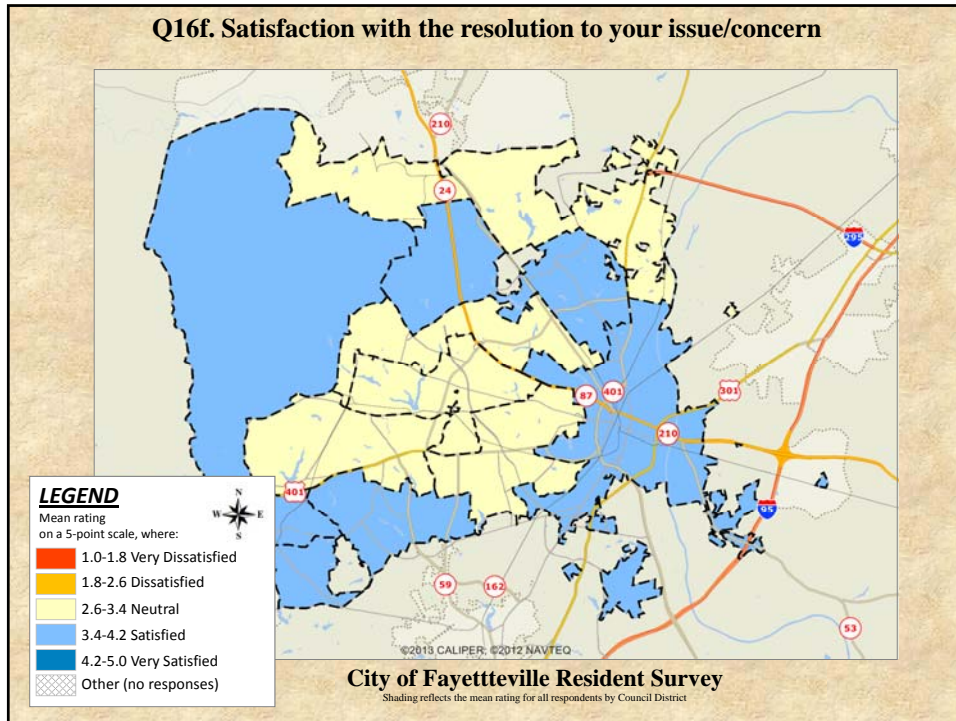 Q16f. Satisfaction with the resolution to your issue/concern
210
24
295
87
401
301
210
401
95
59
162
53
LEGEND
Mean rating
on a 5-point scale, where:
1.0-1.8 Very Dissatisfied
1.8-2.6 Dissatisfied
2.6-3.4 Neutral
3.4-4.2 Satisfied
4.2-5.0 Very Satisfied
Other (no responses)
N
W E
S
©2013 CALIPER; ©2012 NAVTEQ
City of Fayettteville Resident Survey
Shading reflects the mean rating for all respondents by Council District